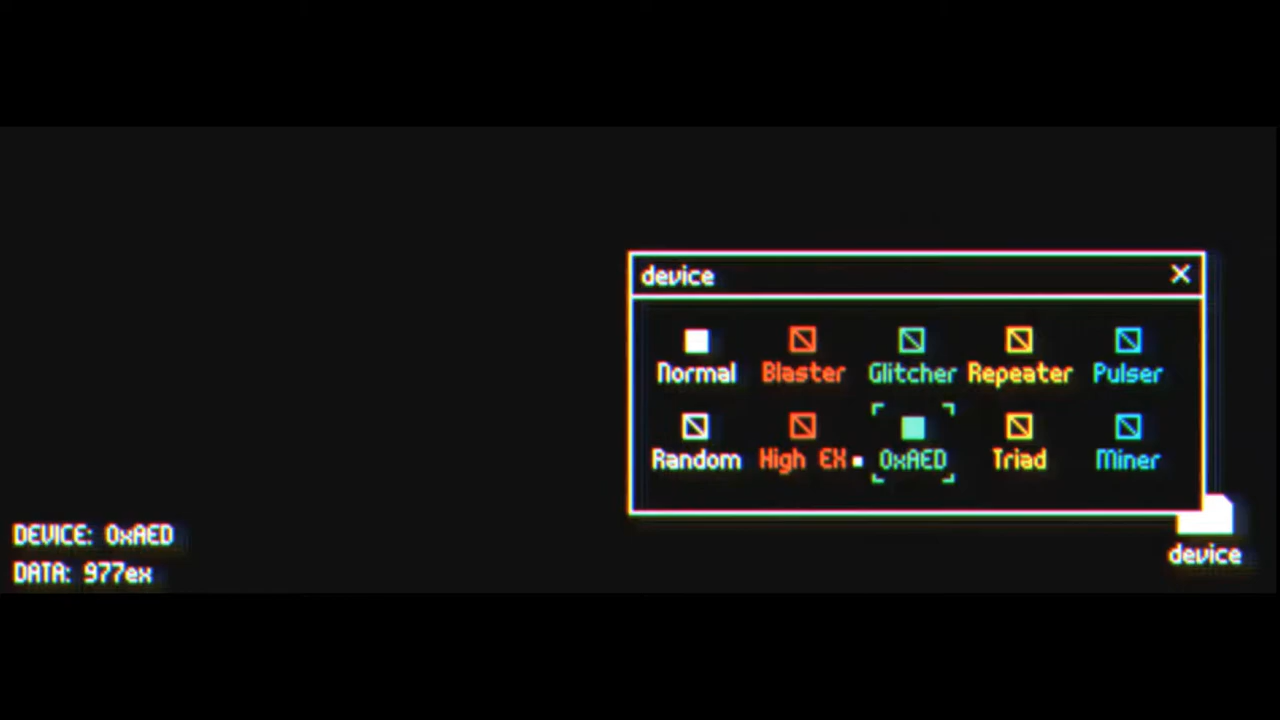 device
Normal Blaster Glitcher Repeater Pulser
Random High EX 0xAED Triad Miner
DEVICE: 0xAED
device
DATA: 977ex